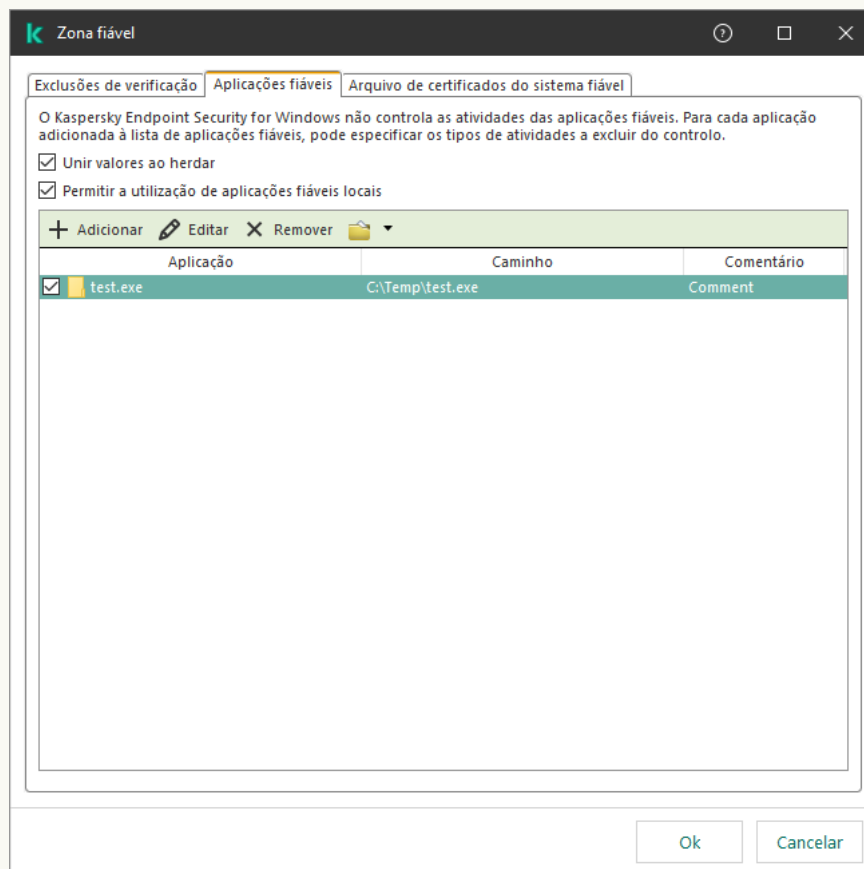 Zona fiável
Exclusões de verificação Aplicações fiáveis Arquivo de certificados do sistema fiável
O Kaspersky Endpoint Security for Windows não controla as atividades das aplicações fiáveis. Para cada aplicação
adicionada à lista de aplicações fiáveis, pode especificar os tipos de atividades a excluir do controlo.
Unir valores ao herdar
Permitir a utilização de aplicações fiáveis locais
Adicionar Editar Remover
Aplicação Caminho Comentário
test.exe C:\Temp\test.exe Comment
Ok Cancelar